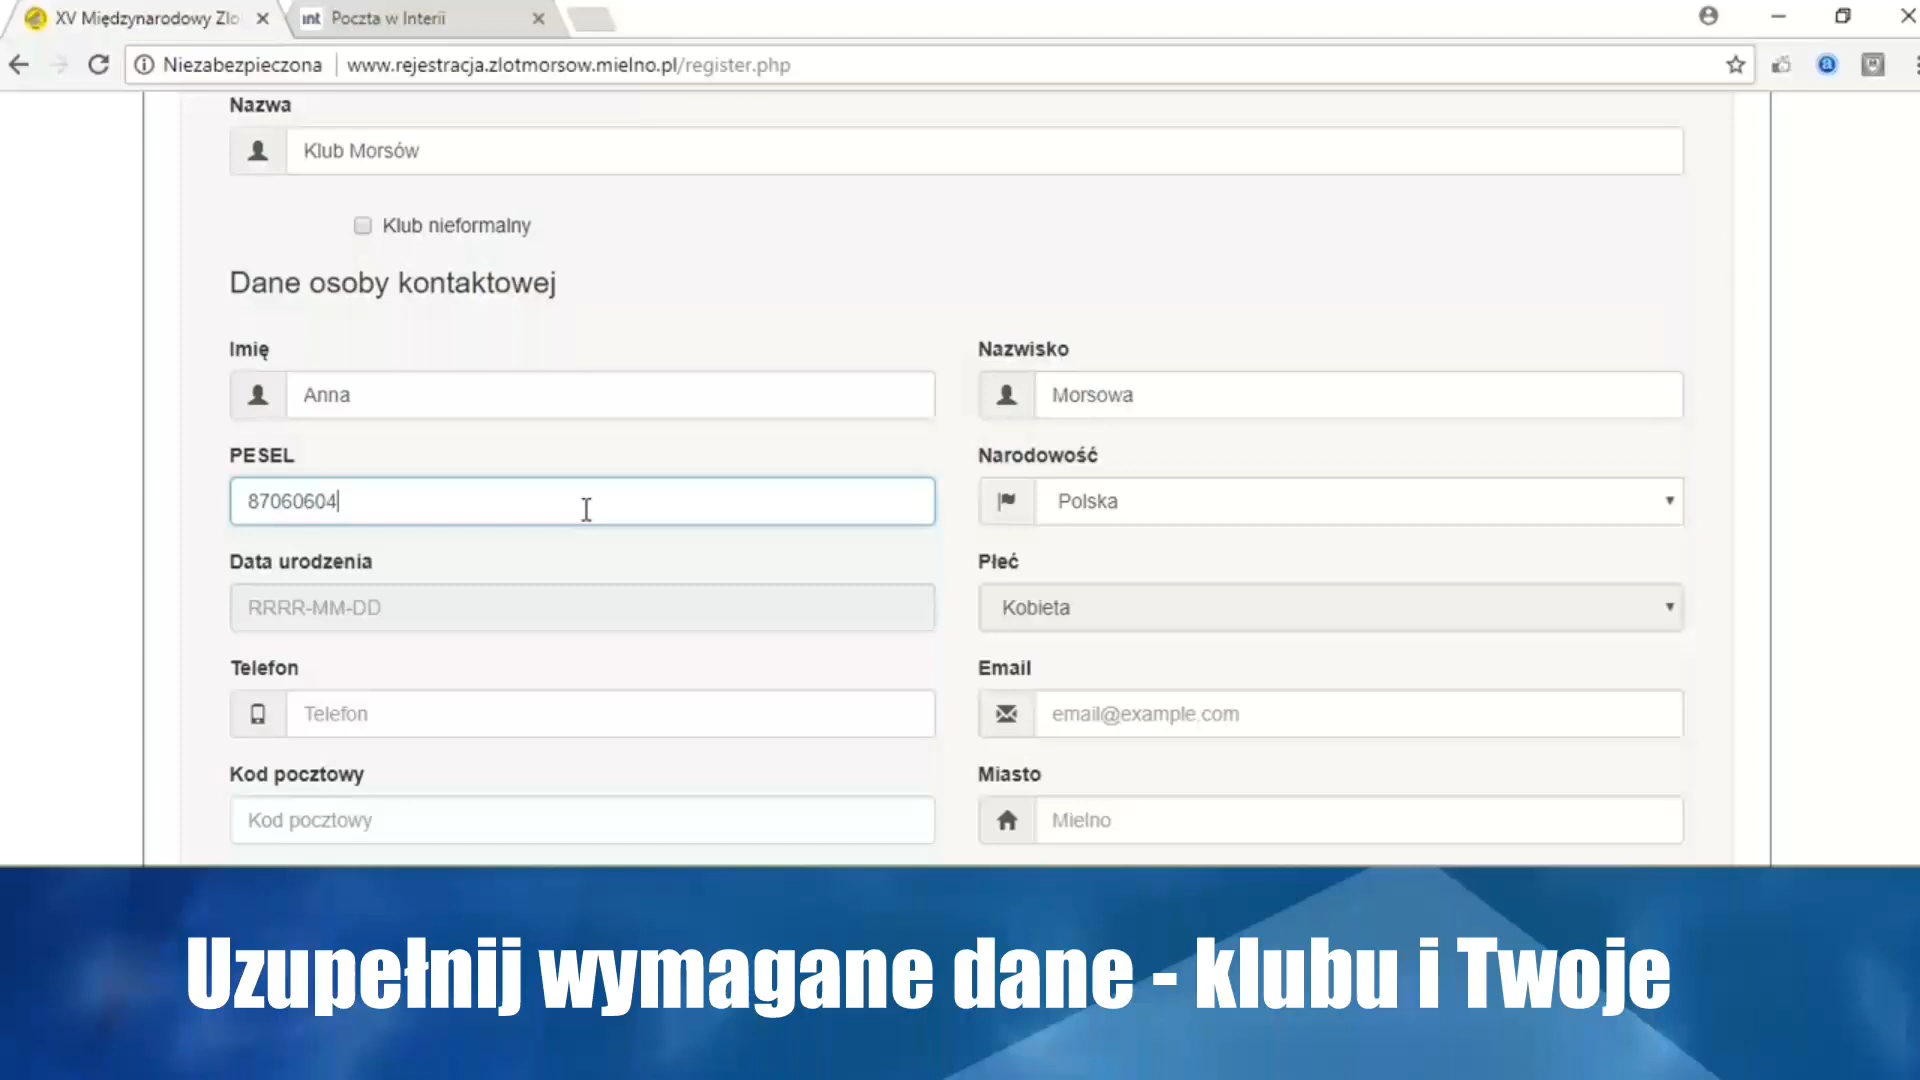 XV Międzynarodowy Zlo
int Poczta w Interii
Niezabezpieczona www.rejestracja.zlotmorsow.mielno.pl/register.php
Nazwa
Klub Morsów
Klub nieformalny
Dane osoby kontaktowej
Imię Nazwisko
Anna Morsowa
PESEL Narodowość
87060604 Polska
Data urodzenia Płeć
RRRR-MM-DD Kobieta
Telefon Email
Telefon email@example.com
Kod pocztowy Miasto
Kod pocztowy Mielno
Uzupełnij wymagane dane - klubu i Twoje